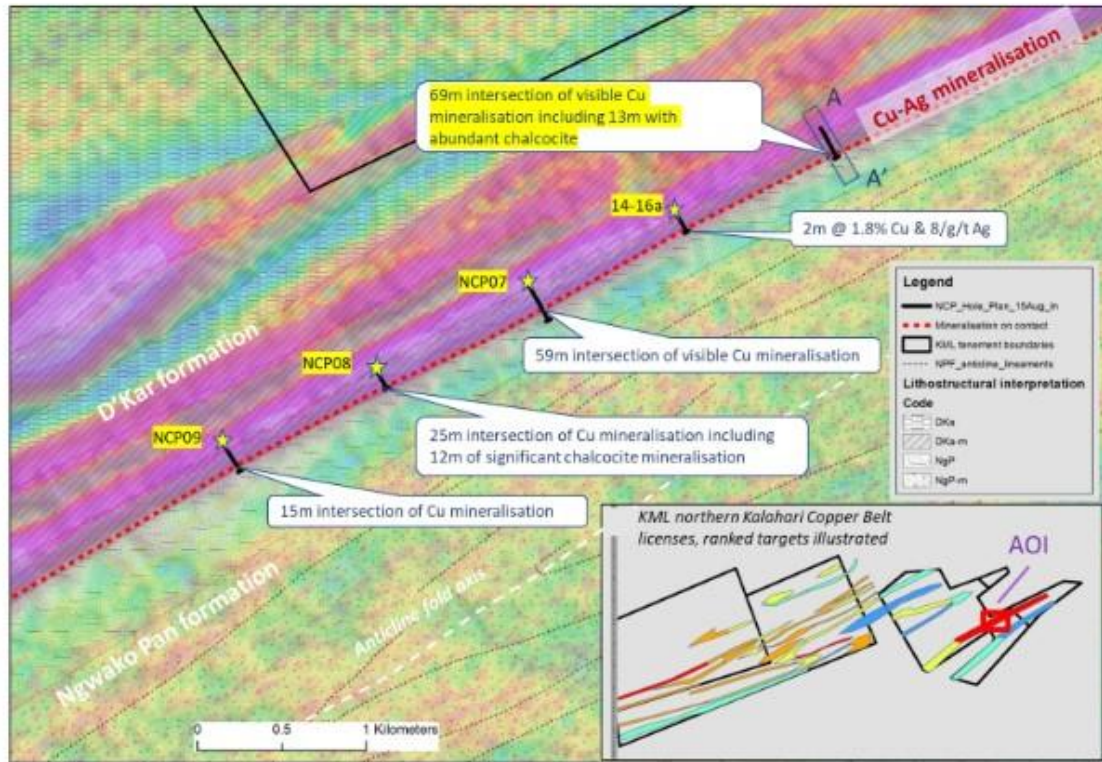 69m intersection of visible Cu
mineralisation including 13m with
abundant chalcocite
Cu-Ag mineralisation
A
A'
14-16a
2m @ 1.8% Cu & 8/g/t Ag
NCP07
59m intersection of visible Cu mineralisation
NCP08
25m intersection of Cu mineralisation including
12m of significant chalcocite mineralisation
NCP09
15m intersection of Cu mineralisation
D'Kar formation
Ngwako Pan formation
Anticline fold axis
0 0.5 1 Kilometers
Legend
NCP_Hole_Plan_15Aug_ln
Mineralisation on contact
KML tenement boundaries
NPF_anticline_lineaments
Lithostructural interpretation
Code
DKa
DKa-m
NgP
NgP-m
KML northern Kalahari Copper Belt
licenses, ranked targets illustrated
AOI